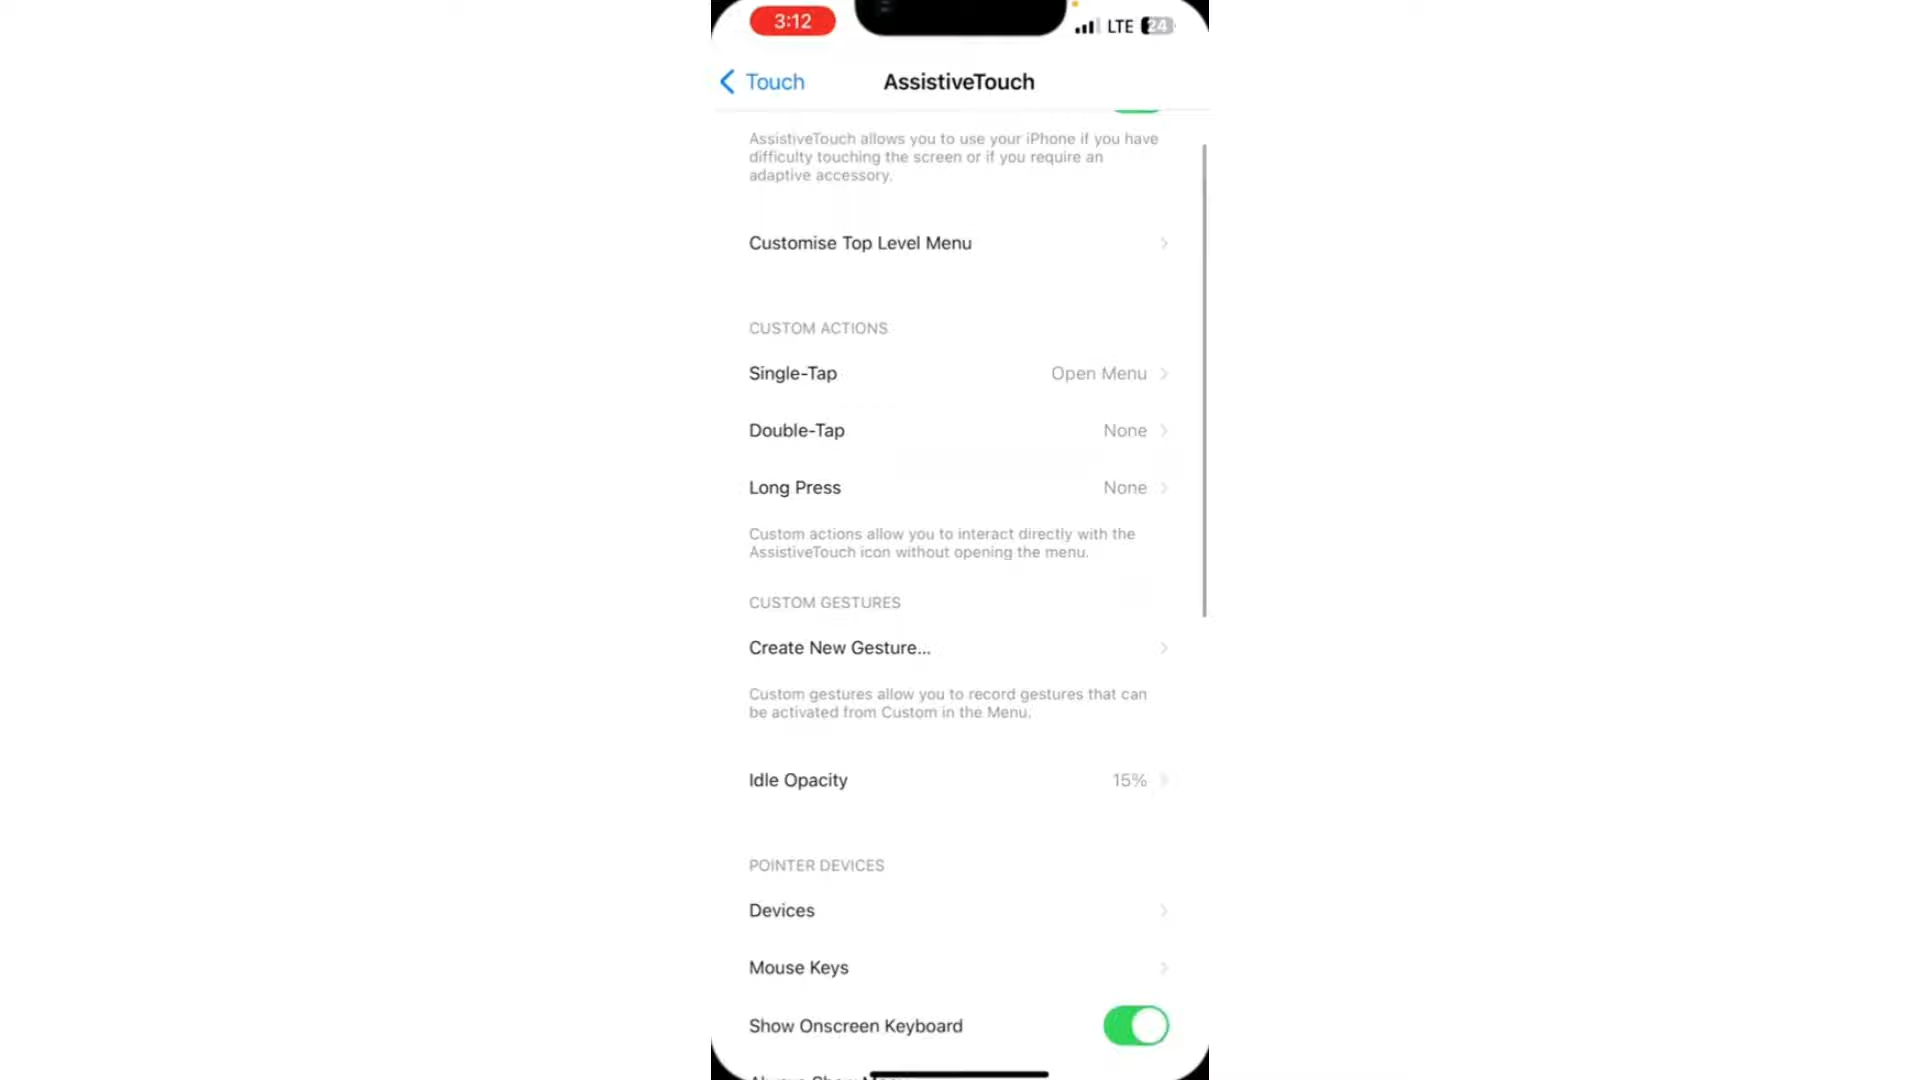 3:12
LTE 24
Touch
AssistiveTouch
AssistiveTouch allows you to use your iPhone if you have
difficulty touching the screen or if you require an
adaptive accessory.
Customise Top Level Menu
CUSTOM ACTIONS
Single-Tap Open Menu
Double-Tap None
Long Press None
Custom actions allow you to interact directly with the
AssistiveTouch icon without opening the menu.
CUSTOM GESTURES
Create New Gesture...
Custom gestures allow you to record gestures that can
be activated from Custom in the Menu.
Idle Opacity 15%
POINTER DEVICES
Devices
Mouse Keys
Show Onscreen Keyboard